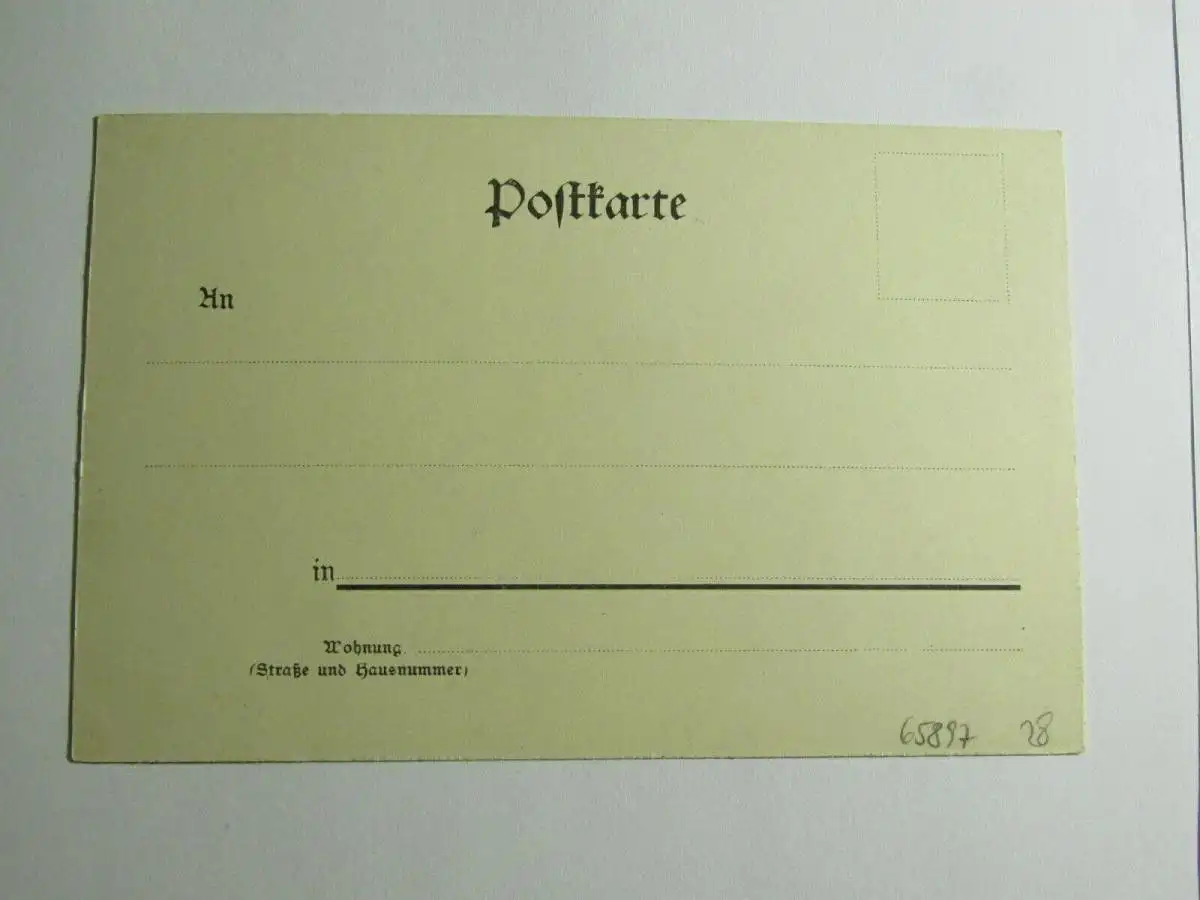 Poſtkarte
An
in
Wohnung
(Straße und Hausnummer)
65897 28